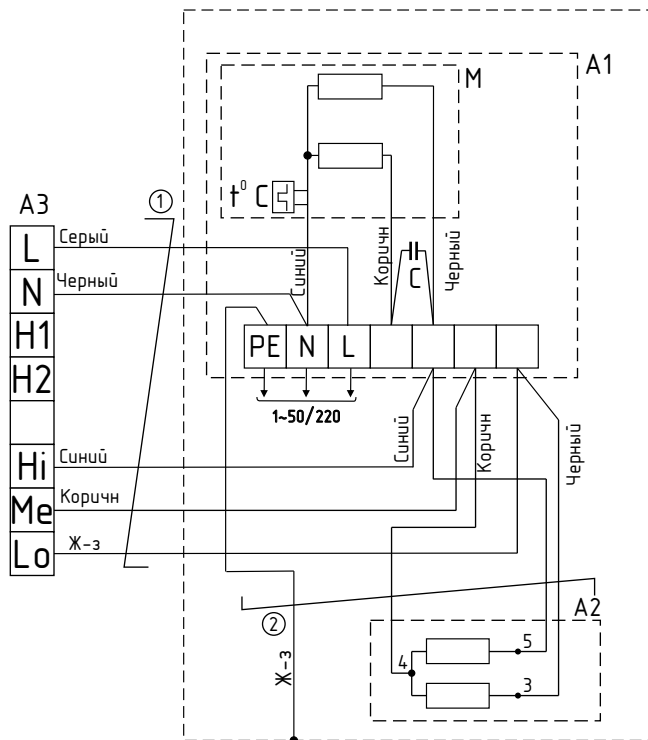 A1
M
t° C
A3
1
L
Серый
N
Черный
H1
H2
Hi
Синий
Me
Коричн
Lo
Ж-з
Синий
Коричн
C
Черный
PE N L
1~50/220
Синий
Коричн
Черный
2
Ж-з
A2
5
4
3